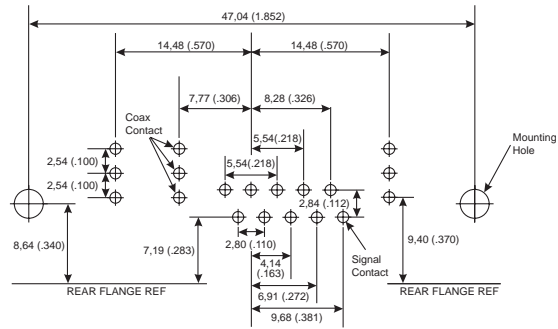 47,04 (1.852)
14,48 (.570)
14,48 (.570)
7,77 (.306)
8,28 (.326)
Coax
Contact
5,54(.218)
Mounting
Hole
2,54 (.100)
5,54(.218)
2,54 (.100)
2,84 (.112)
8,64 (.340)
7,19 (.283)
2,80 (.110)
Signal
Contact
9,40 (.370)
4,14
(.163)
REAR FLANGE REF
6,91 (.272)
REAR FLANGE REF
9,68 (.381)